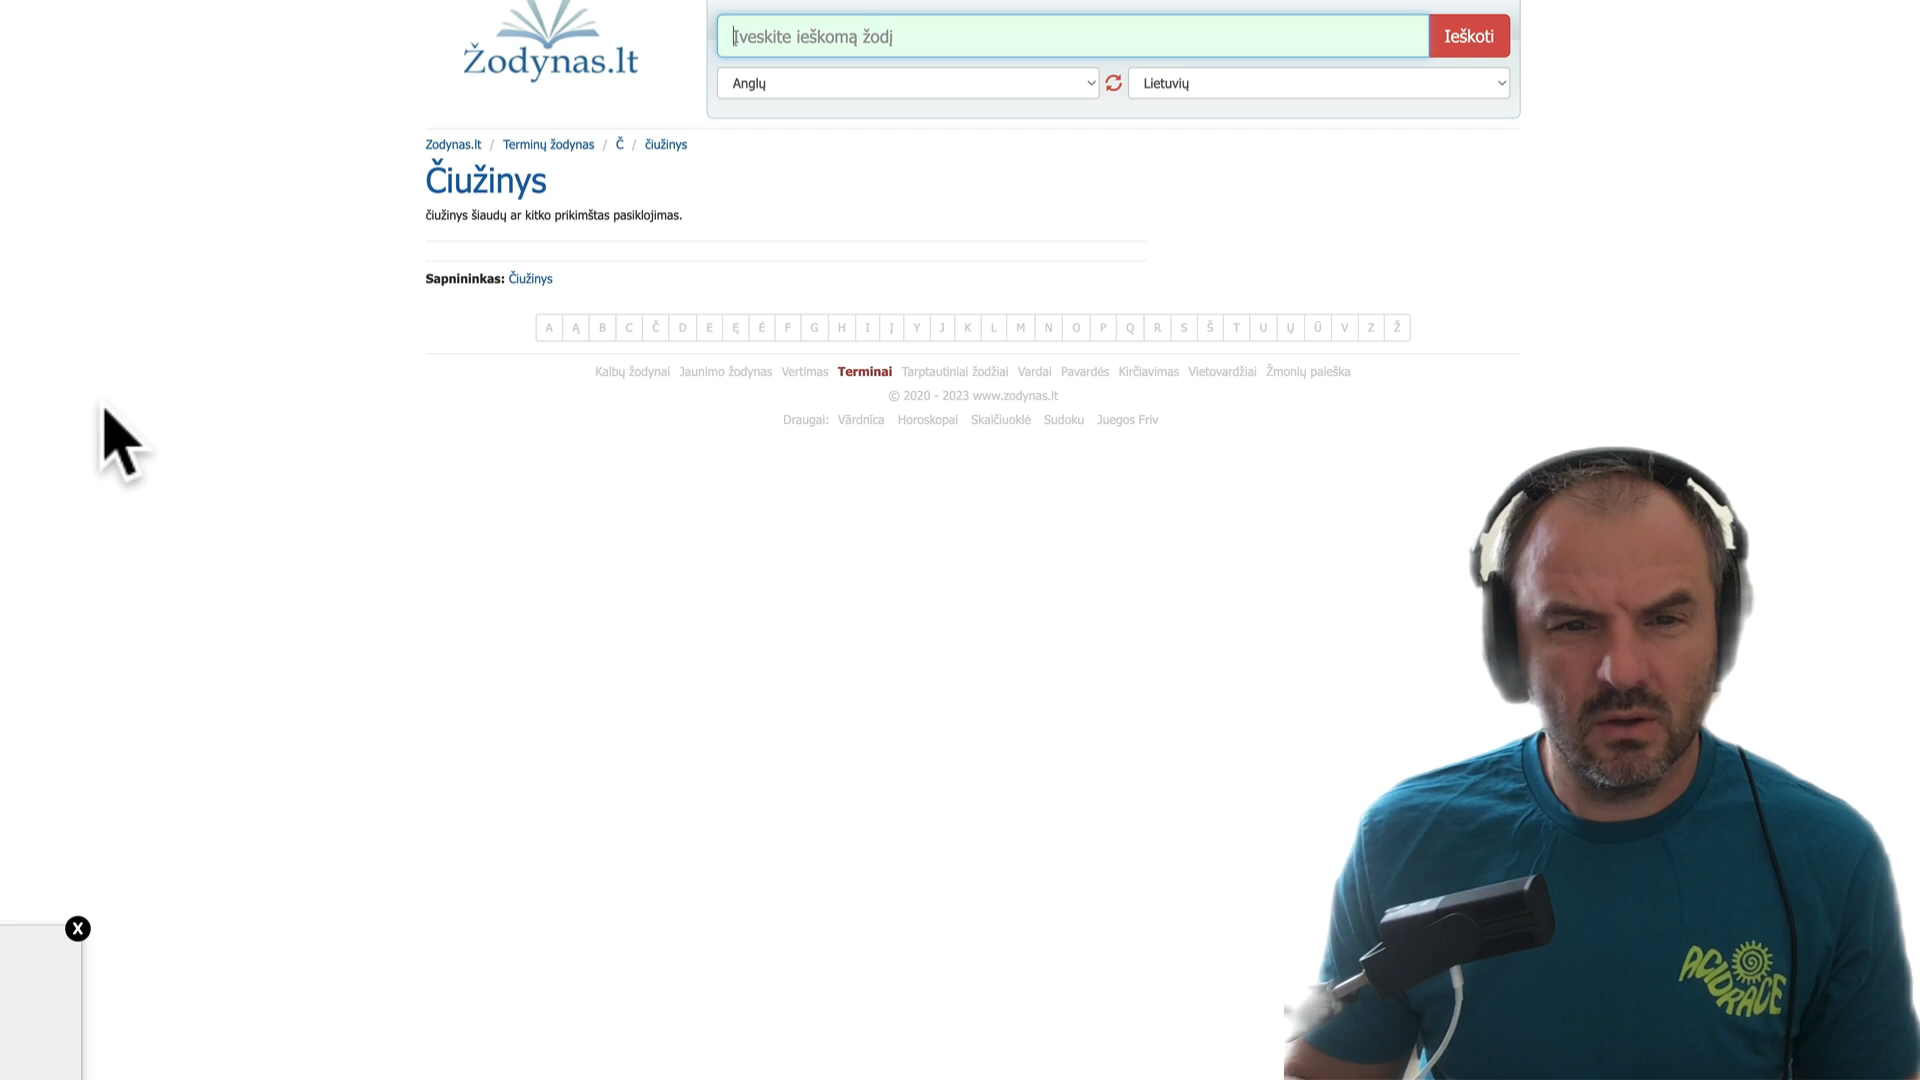 Žodynas.lt
Įveskite ieškomą žodį
Ieškoti
Anglų
Lietuvių
Zodynas.lt / Terminų žodynas / Č / čiužinys
Čiužinys
čiužinys šiaudų ar kitko prikimštas pasiklojimas.
Sapnininkas: Čiužinys
A Ą B C Č D E Ę Ė F G H I Į Y J K L M N O P Q R S Š T U Ų Ū V Z Ž
Kalbų žodynai Jaunimo žodynas Vertimas Terminai Tarptautiniai žodžiai Vardai Pavardės Kirčiavimas Vietovardžiai Žmonių paieška
© 2020 - 2023 www.zodynas.lt
Draugai: Vārdnīca Horoskopai Skaičiuoklė Sudoku Juegos Friv
X
ACIDRACE